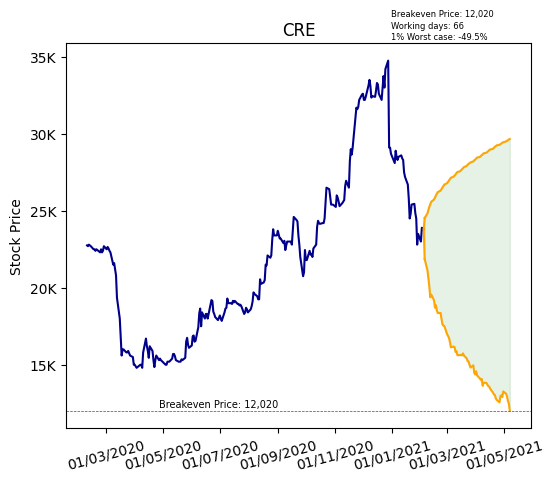 Breakeven Price: 12,020
Working days: 66
1% Worst case: -49.5%
CRE
Stock Price
35K
30K
25K
20K
15K
Breakeven Price: 12,020
01/03/2020
01/05/2020
01/07/2020
01/09/2020
01/11/2020
01/01/2021
01/03/2021
01/05/2021